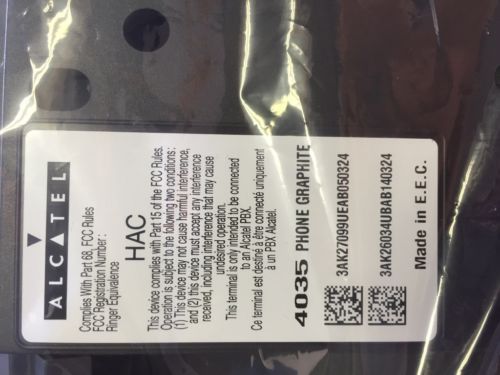 ALCATEL
Complies With Part 68, FCC Rules
FCC Registration Number :
Ringer Equivalence
HAC
This device complies with Part 15 of the FCC Rules.
Operation is subject to the following two conditions:
(1) This device may not cause harmful interference,
and (2) this device must accept any interference
received, including interference that may cause
undesired operation
This terminal is only intended to be connected
to an Alcatel PBX.
Ce terminal est destiné à être connecté uniquement
à un PBX Alcatel.
4035 PHONE GRAPHITE
3AK27099UEAB050324
3AK26034UBAB140324
Made in E.E.C.